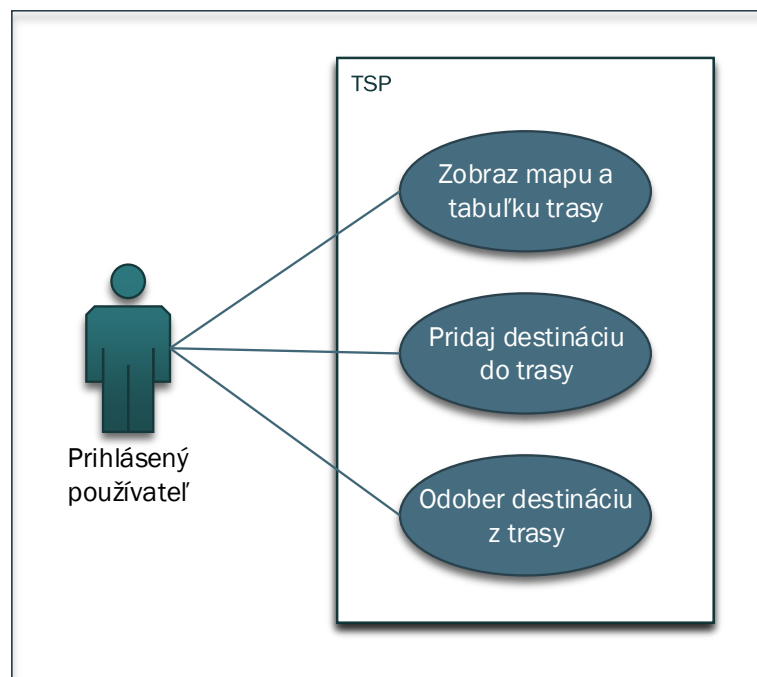 TSP
Zobraz mapu a
tabuľku trasy
Pridaj destináciu
do trasy
Odober destináciu
z trasy
Prihlásený
používateľ